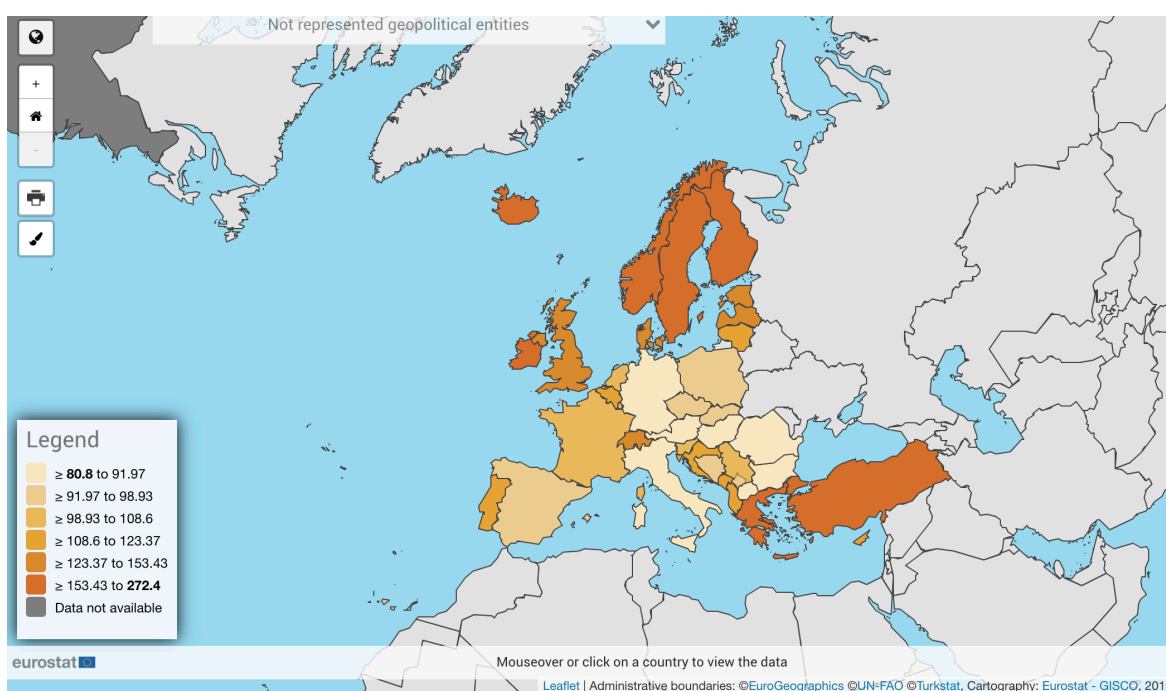 Not represented geopolitical entities
+
-
Legend
≥ 80.8 to 91.97
≥ 91.97 to 98.93
≥ 98.93 to 108.6
≥ 108.6 to 123.37
≥ 123.37 to 153.43
≥ 153.43 to 272.4
Data not available
eurostat
Mouseover or click on a country to view the data
Leaflet | Administrative boundaries: ©EuroGeographics ©UN-FAO ©Turkstat, Cartography: Eurostat - GISCO, 201